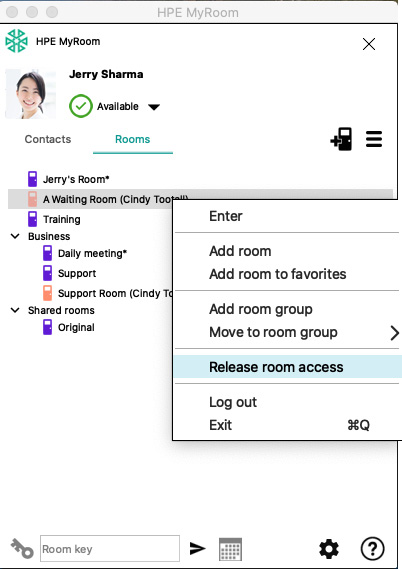 HPE MyRoom
HPE MyRoom
Jerry Sharma
Available
Contacts Rooms
Jerry's Room*
A Waiting Room (Cindy Tootell)
Training
Business
Daily meeting*
Support
Support Room (Cindy To
Shared rooms
Original
Enter
Add room
Add room to favorites
Add room group
Move to room group
Release room access
Log out
Exit ⌘Q
Room key